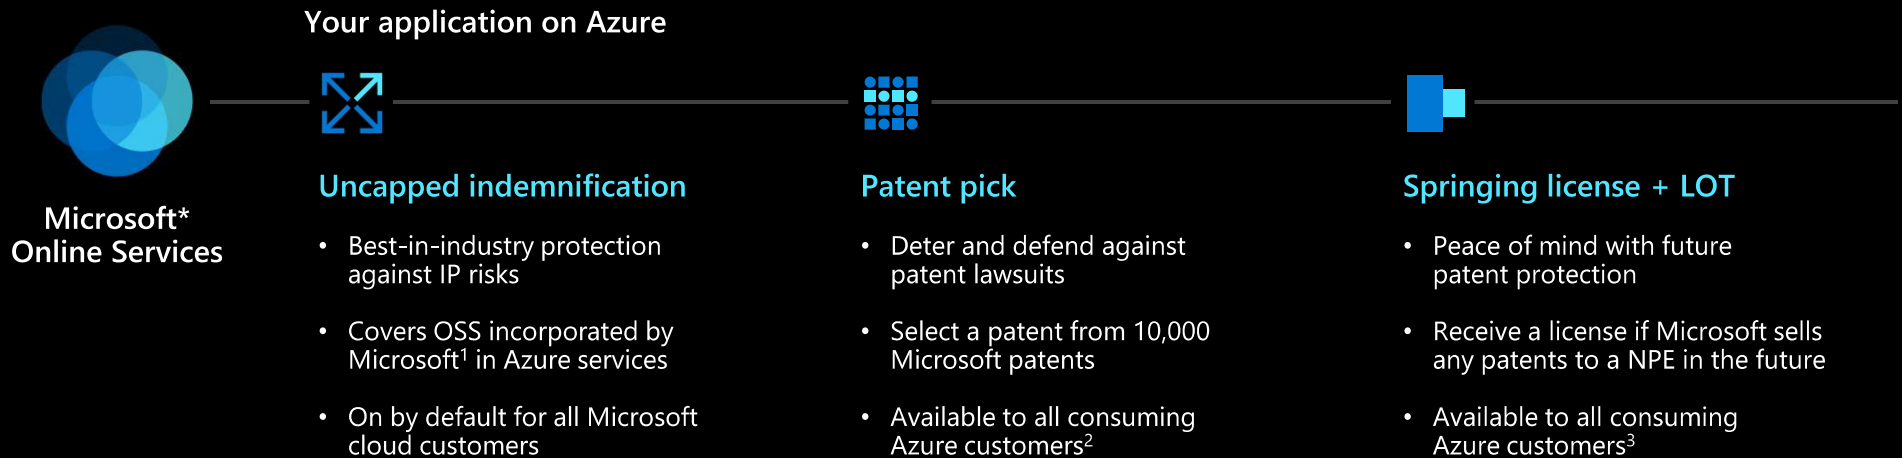 Your application on Azure
Microsoft*
Online Services
Uncapped indemnification
• Best-in-industry protection
against IP risks
• Covers OSS incorporated by
Microsoft¹ in Azure services
• On by default for all Microsoft
cloud customers
Patent pick
• Deter and defend against
patent lawsuits
• Select a patent from 10,000
Microsoft patents
• Available to all consuming
Azure customers²
Springing license + LOT
• Peace of mind with future
patent protection
• Receive a license if Microsoft sells
any patents to a NPE in the future
• Available to all consuming
Azure customers³